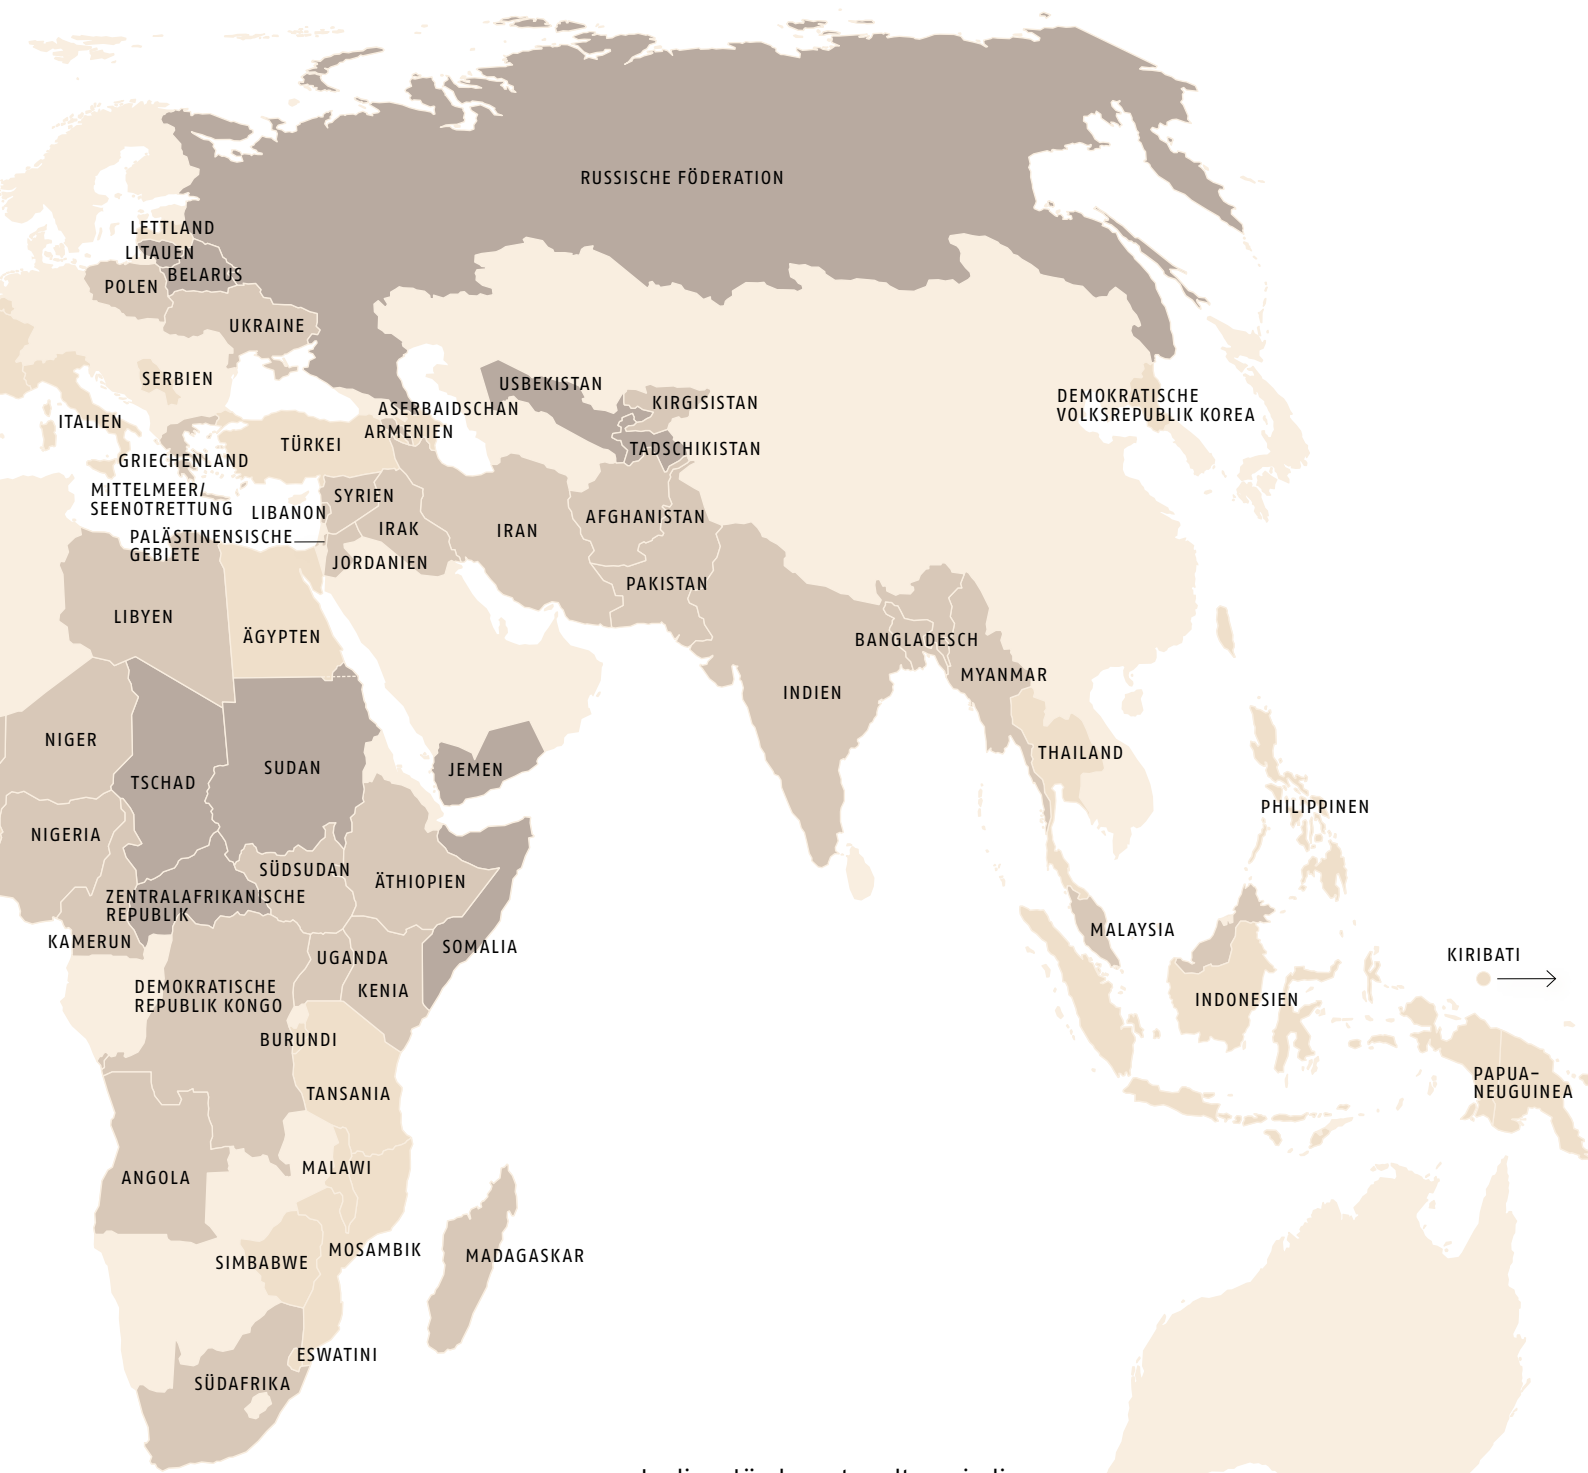 RUSSISCHE FÖDERATION
LETTLAND
LITAUEN
BELARUS
POLEN
UKRAINE
SERBIEN
USBEKISTAN
KIRGISISTAN
DEMOKRATISCHE
VOLKSREPUBLIK KOREA
ASERBAIDSCHAN
ITALIEN
ARMENIEN
TÜRKEI
TADSCHIKISTAN
GRIECHENLAND
MITTELMEER/
SEENOTRETTUNG
SYRIEN
LIBANON
AFGHANISTAN
IRAK
IRAN
PALÄSTINENSISCHE
GEBIETE
JORDANIEN
PAKISTAN
LIBYEN
ÄGYPTEN
BANGLADESCH
MYANMAR
INDIEN
NIGER
THAILAND
SUDAN
JEMEN
TSCHAD
PHILIPPINEN
NIGERIA
SÜDSUDAN
ÄTHIOPIEN
ZENTRALAFRIKANISCHE
REPUBLIK
MALAYSIA
KAMERUN
SOMALIA
KIRIBATI
UGANDA
DEMOKRATISCHE
REPUBLIK KONGO
KENIA
INDONESIEN
BURUNDI
PAPUA-
NEUGUINEA
TANSANIA
MALAWI
ANGOLA
MOSAMBIK
MADAGASKAR
SIMBABWE
ESWATINI
SÜDAFRIKA